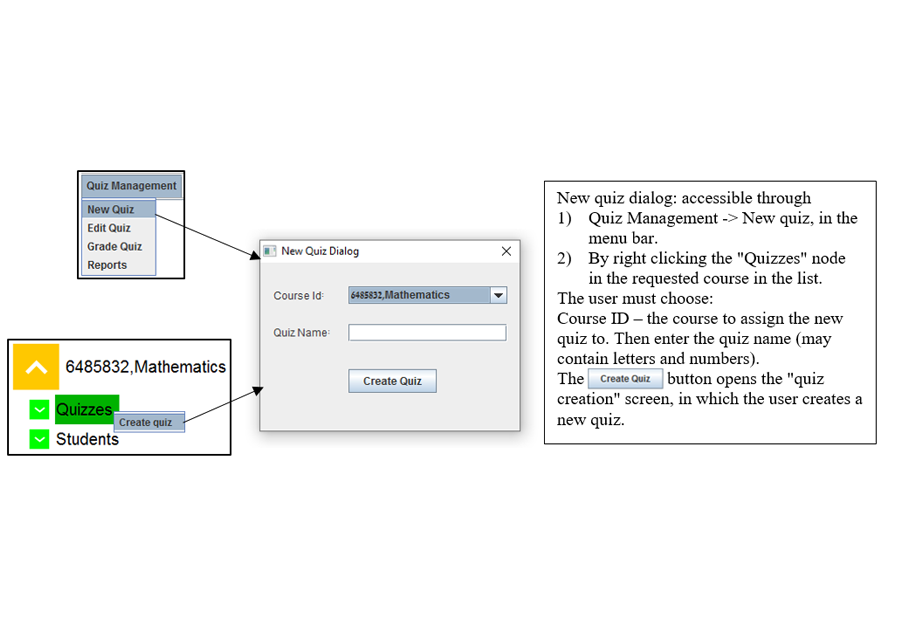 Quiz Management
New Quiz
Edit Quiz
Grade Quiz
Reports
6485832,Mathematics
Quizzes
Create quiz
Students
New Quiz Dialog
Course Id:
6485832,Mathematics
Quiz Name:
Create Quiz
New quiz dialog: accessible through
1) Quiz Management -> New quiz, in the
menu bar.
2) By right clicking the "Quizzes" node
in the requested course in the list.
The user must choose:
Course ID – the course to assign the new
quiz to. Then enter the quiz name (may
contain letters and numbers).
The Create Quiz button opens the "quiz
creation" screen, in which the user creates a
new quiz.